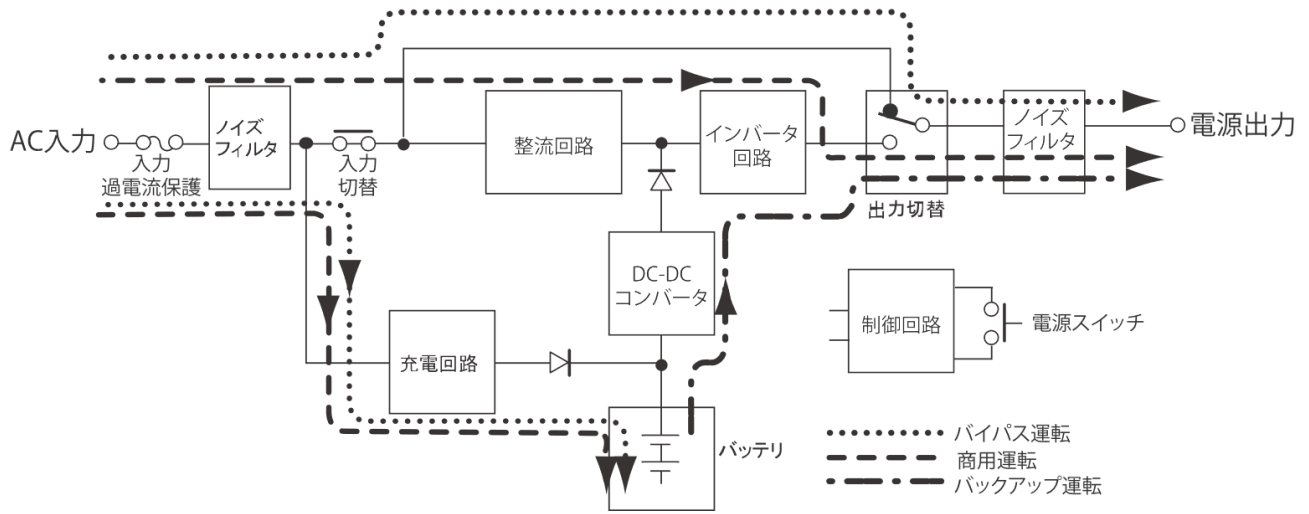 AC入力
入力
過電流保護
ノイズ
フィルタ
入力
切替
整流回路
インバータ
回路
出力切替
ノイズ
フィルタ
電源出力
DC-DC
コンバータ
充電回路
バッテリ
制御回路
電源スイッチ
バイパス運転
商用運転
バックアップ運転